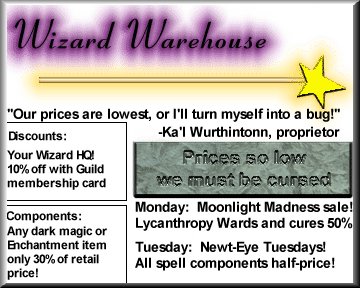 Wizard Warehouse
"Our prices are lowest, or I'll turn myself into a bug!"
-Ka'l Wurthintonn, proprietor
Discounts:
Your Wizard HQ!
10% off with Guild
membership card
Prices so low
we must be cursed
Components:
Any dark magic or
Enchantment item
only 30% of retail
price!
Monday:  Moonlight Madness sale!
Lycanthropy Wards and cures 50%
Tuesday:  Newt-Eye Tuesdays!
All spell components half-price!